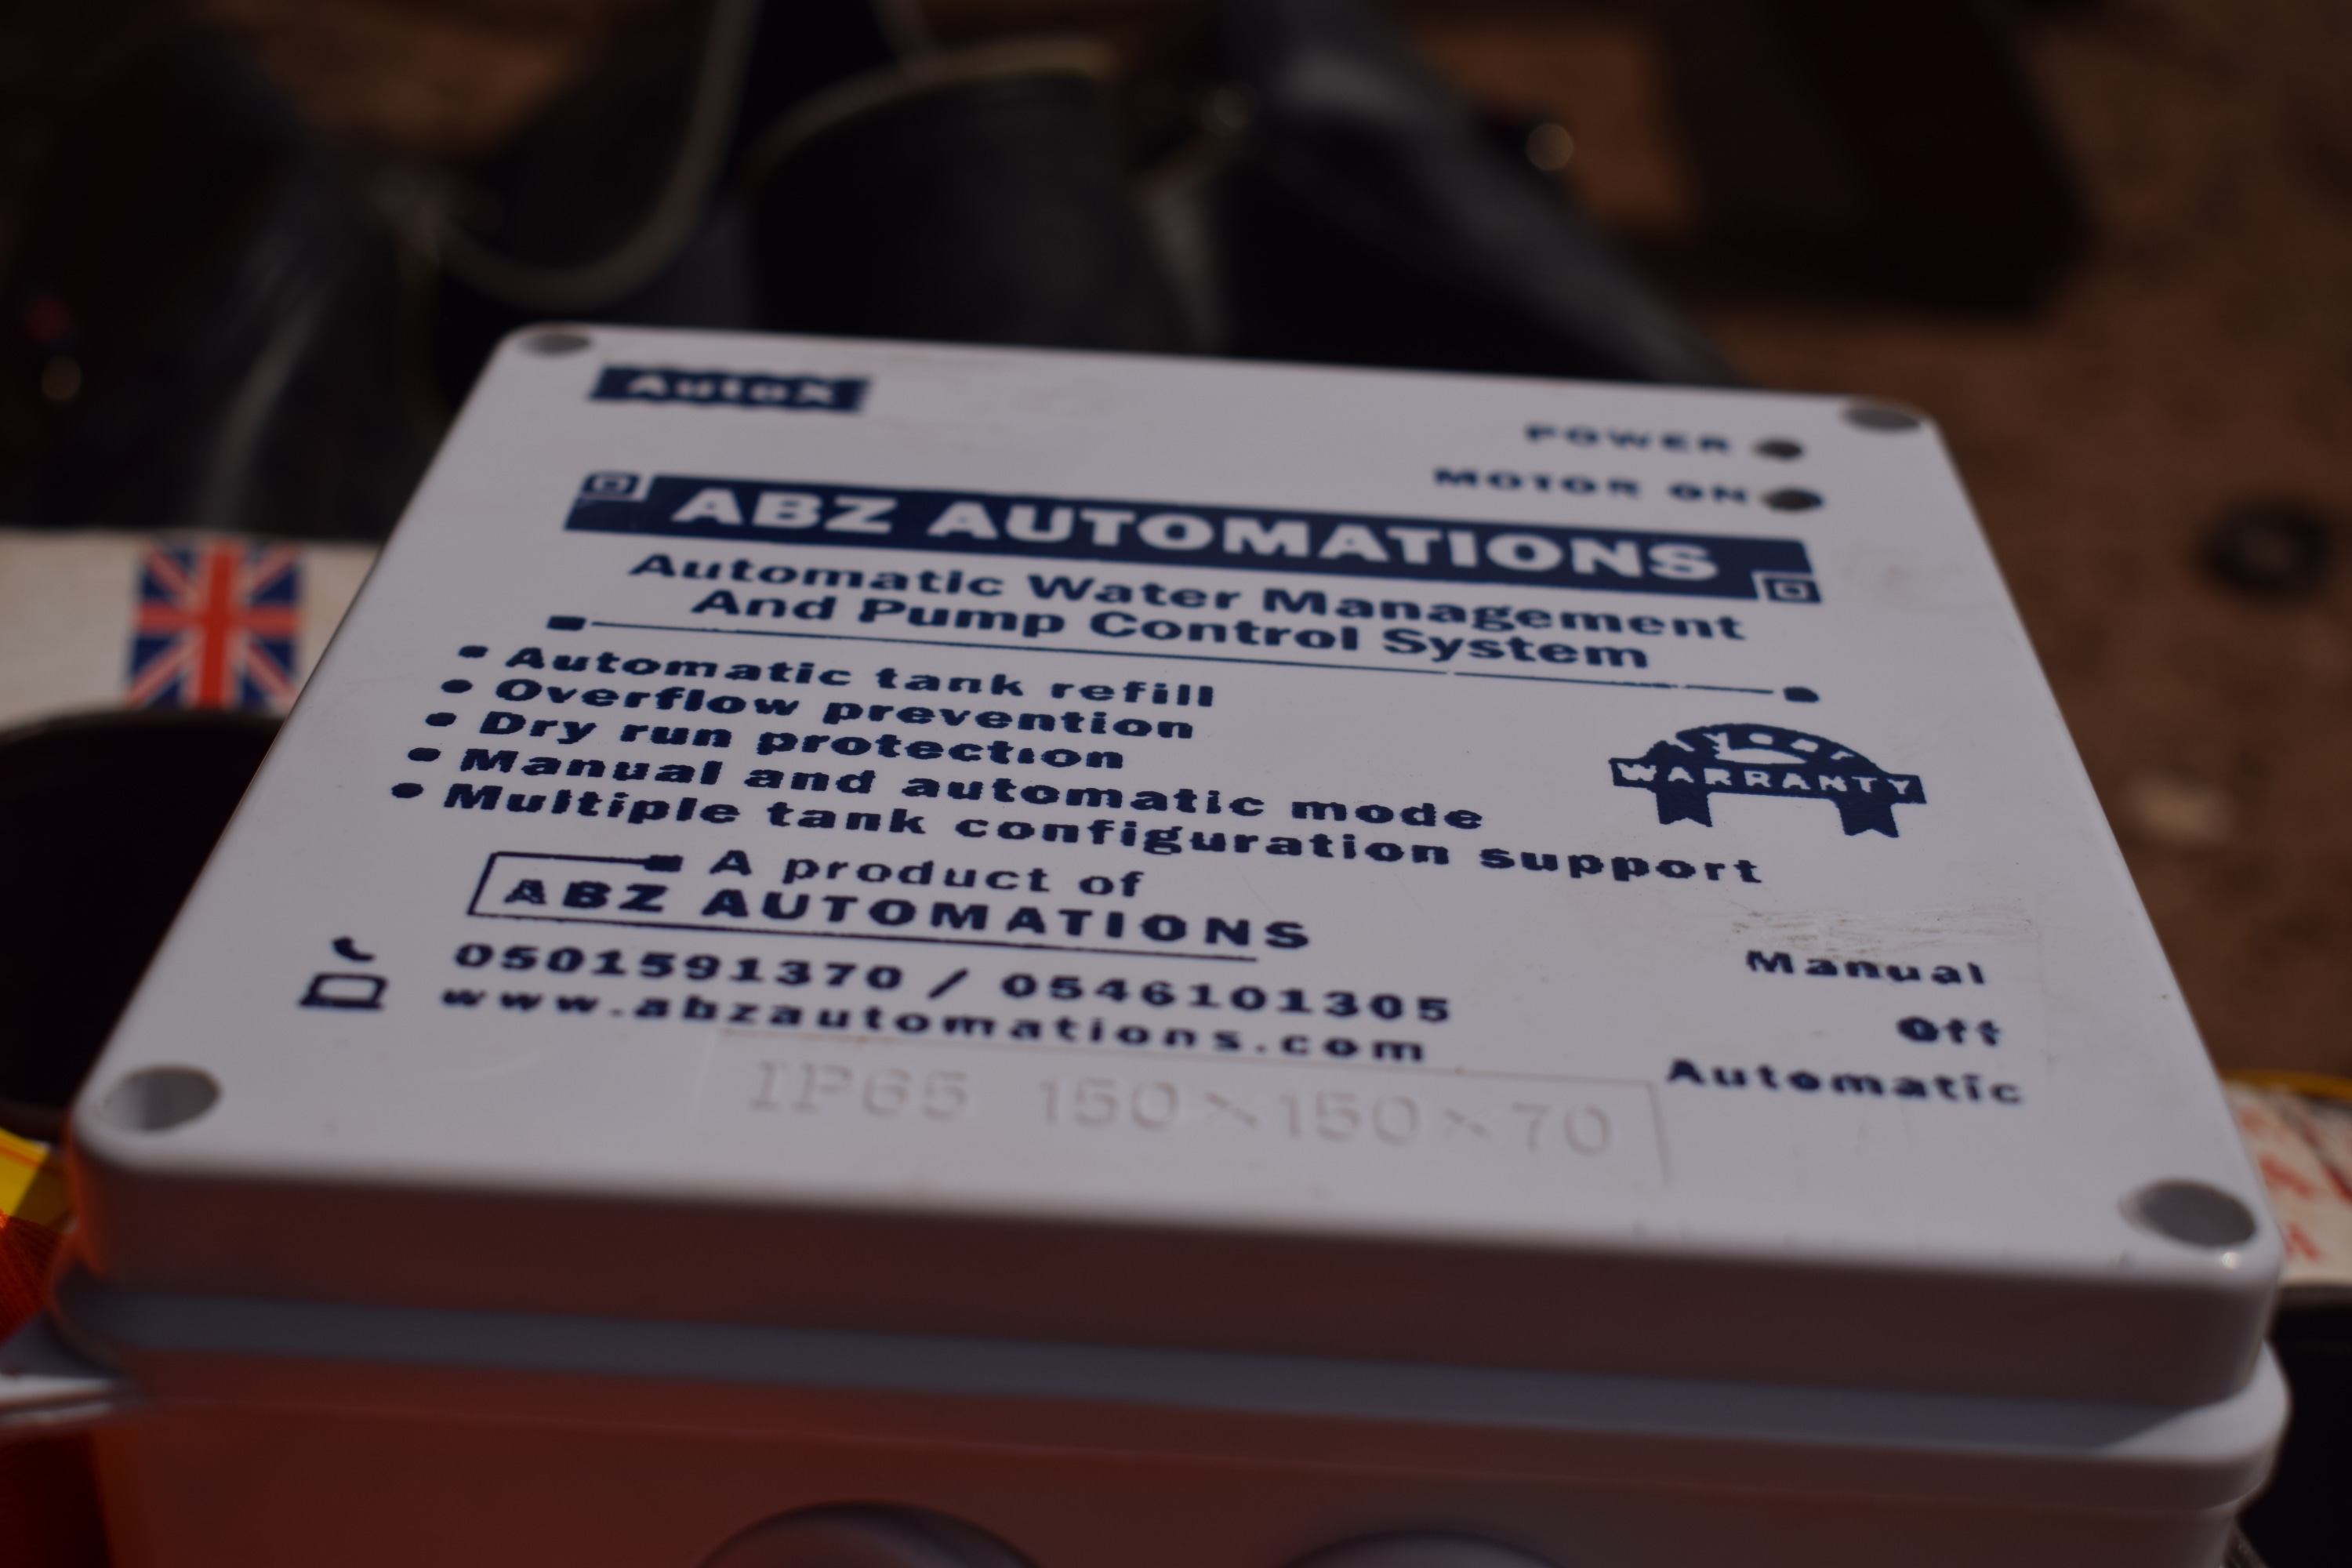 AutoX
POWER
MOTOR ON
ABZ AUTOMATIONS
Automatic Water Management
And Pump Control System
• Automatic tank refill
• Overflow prevention
• Dry run protection
• Manual and automatic mode
• Multiple tank configuration support
WARRANTY
A product of
ABZ AUTOMATIONS
0501591370 / 0546101305
www.abzautomations.com
Manual
Off
Automatic
IP65 150×150×70